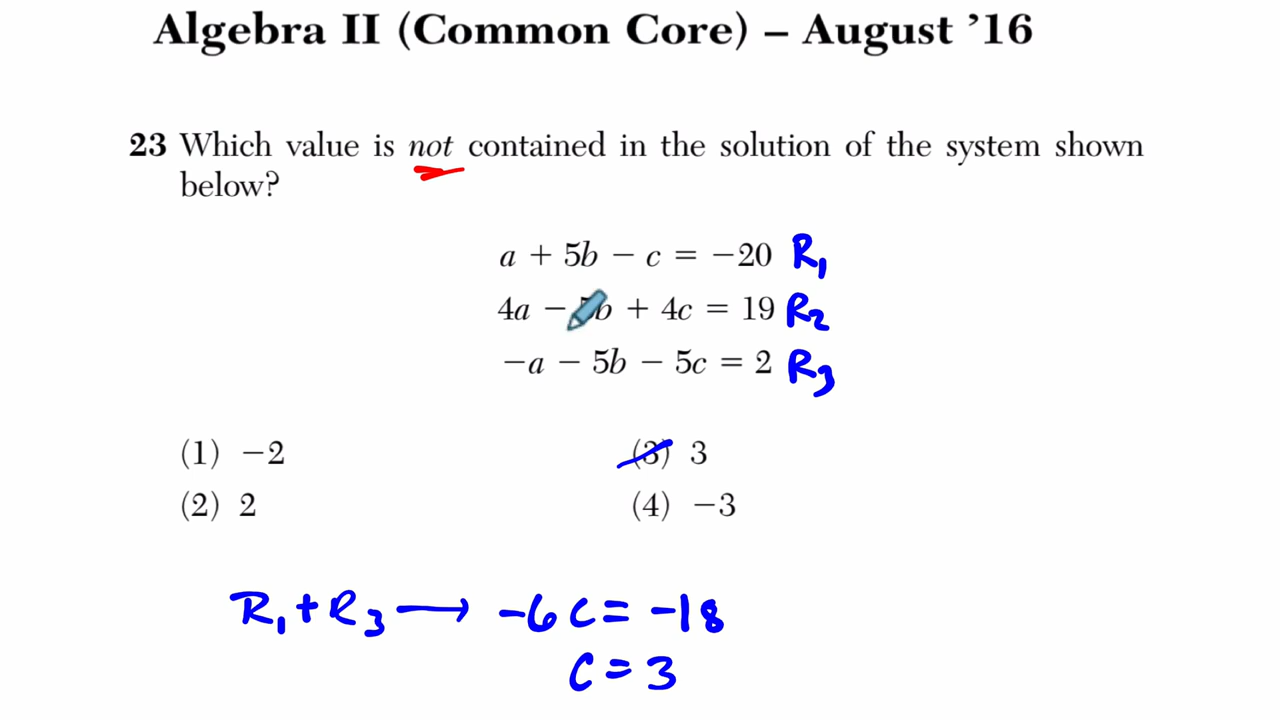 Algebra II (Common Core) – August ’16
23 Which value is not contained in the solution of the system shown
below?
a + 5b − c = −20 R1
4a − b + 4c = 19 R2
−a − 5b − 5c = 2 R3
(1) −2 (3) 3
(2) 2 (4) −3
R1 + R3 → -6c = -18
c = 3